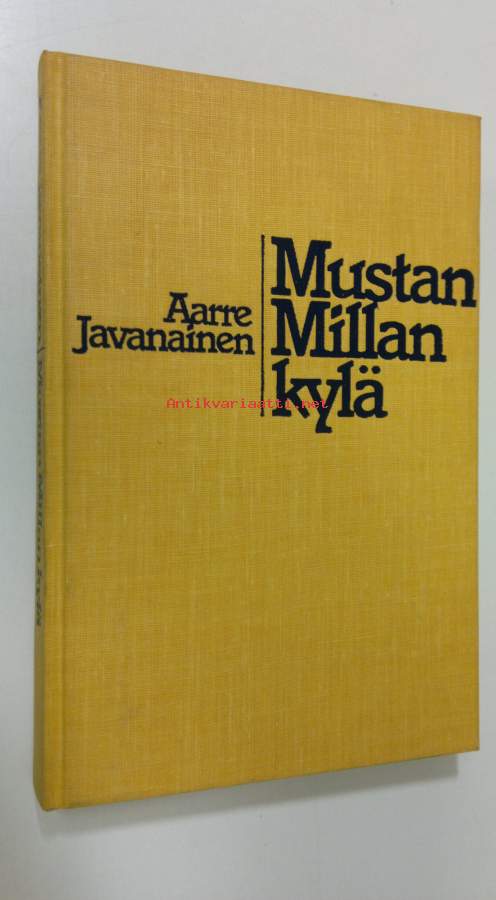 Aarre
Javanainen
Mustan
Millan
kylä
Antikvariaatti.net